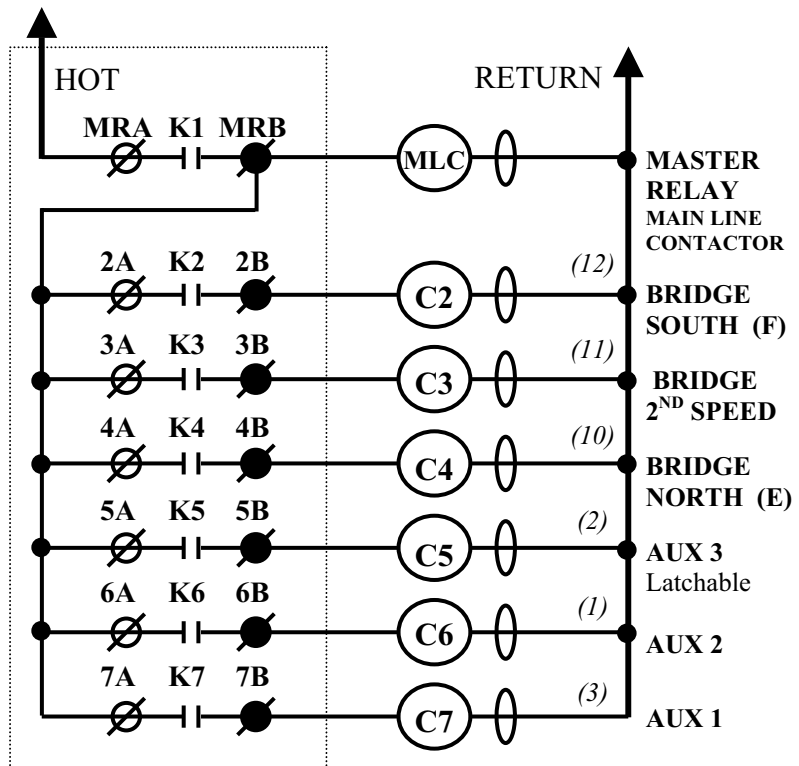 HOT
RETURN
MRA K1 MRB
MLC
MASTER
RELAY
MAIN LINE
CONTACTOR
2A K2 2B
C2
(12)
BRIDGE
SOUTH (F)
3A K3 3B
C3
(11)
BRIDGE
2ND SPEED
4A K4 4B
C4
(10)
BRIDGE
NORTH (E)
5A K5 5B
C5
(2)
AUX 3
Latchable
6A K6 6B
C6
(1)
AUX 2
7A K7 7B
C7
(3)
AUX 1